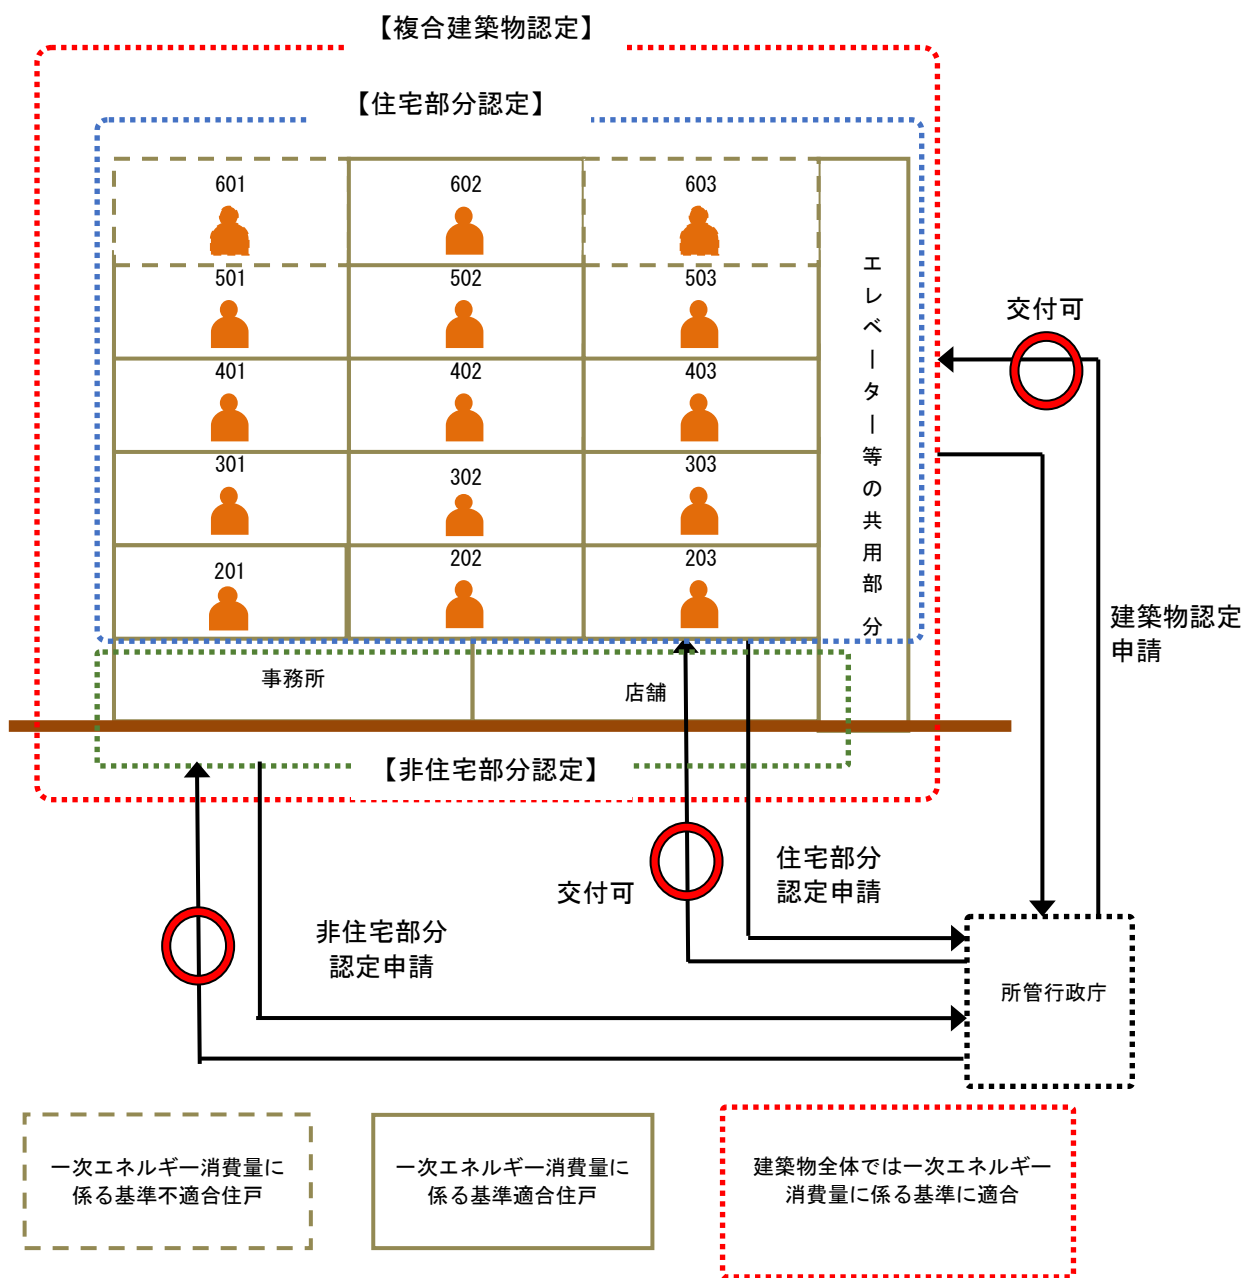 【複合建築物認定】
【住宅部分認定】
601
602
603
501
502
503
401
402
403
301
302
303
201
202
203
エレベーター等の共用部分
事務所
店舗
【非住宅部分認定】
交付可
建築物認定
申請
交付可
住宅部分
認定申請
非住宅部分
認定申請
所管行政庁
一次エネルギー消費量に
係る基準不適合住戸
一次エネルギー消費量に
係る基準適合住戸
建築物全体では一次エネルギー
消費量に係る基準に適合